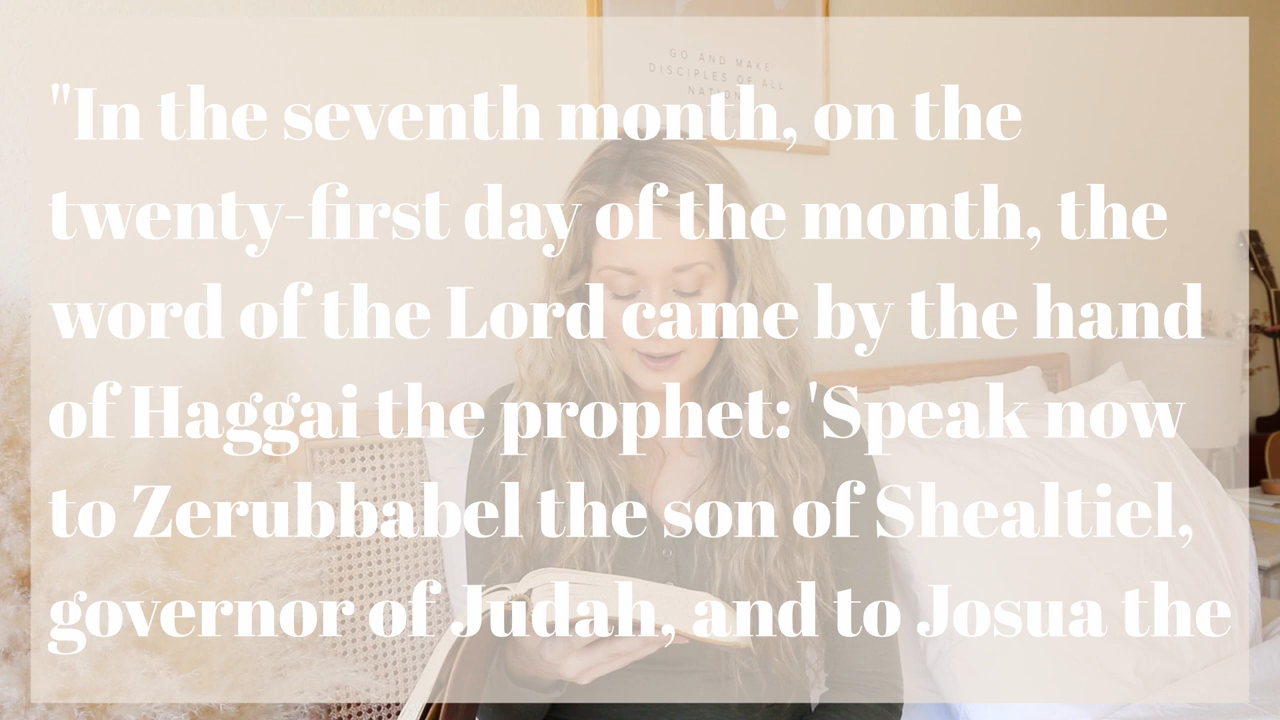 GO AND MAKE
DISCIPLES OF ALL
NATIONS
"In the seventh month, on the
twenty-first day of the month, the
word of the Lord came by the hand
of Haggai the prophet: 'Speak now
to Zerubbabel the son of Shealtiel,
governor of Judah, and to Josua the